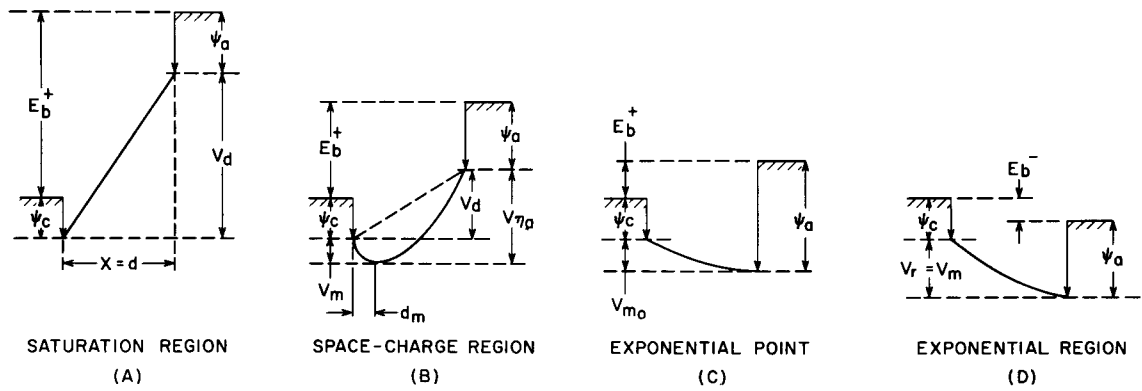 E_b^+
ψ_a
V_d
ψ_c
X = d
SATURATION REGION
(A)
E_b^+
ψ_a
ψ_c
V_d
V_ηa
V_m
d_m
SPACE-CHARGE REGION
(B)
E_b^+
ψ_c
ψ_a
V_mo
EXPONENTIAL POINT
(C)
E_b^-
ψ_c
ψ_a
V_r = V_m
EXPONENTIAL REGION
(D)